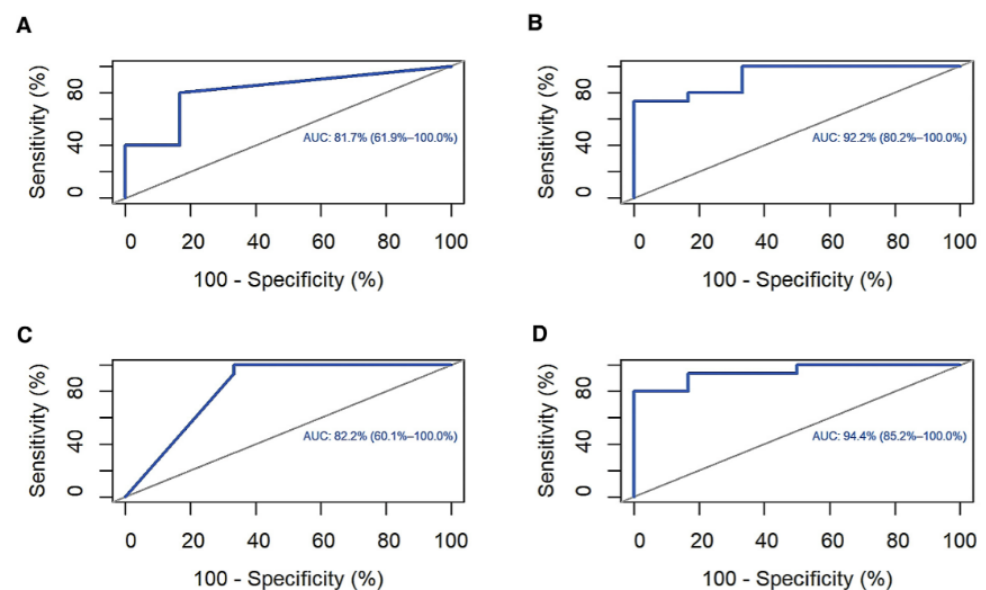 A
Sensitivity (%)
0 40 80
AUC: 81.7% (61.9%–100.0%)
0 20 40 60 80 100
100 - Specificity (%)
B
Sensitivity (%)
0 40 80
AUC: 92.2% (80.2%–100.0%)
0 20 40 60 80 100
100 - Specificity (%)
C
Sensitivity (%)
0 40 80
AUC: 82.2% (60.1%–100.0%)
0 20 40 60 80 100
100 - Specificity (%)
D
Sensitivity (%)
0 40 80
AUC: 94.4% (85.2%–100.0%)
0 20 40 60 80 100
100 - Specificity (%)